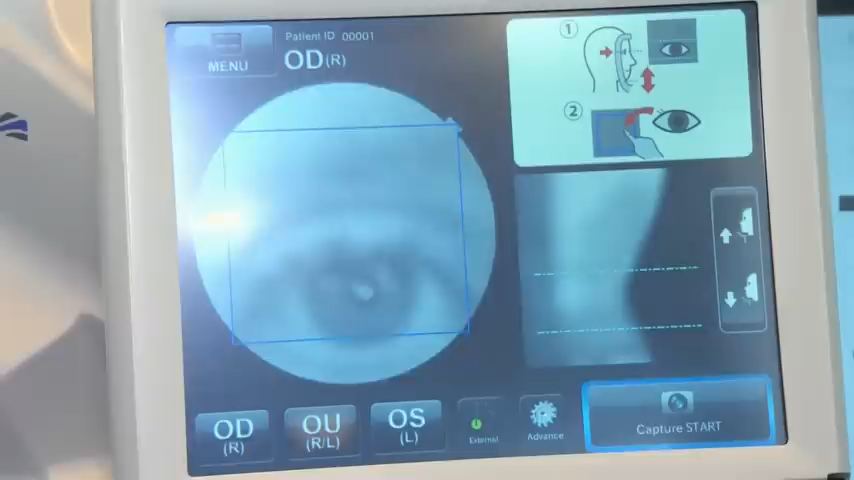 MENU
Patient ID 00001
OD(R)
1
2
OD
(R)
OU
(R/L)
OS
(L)
External
Advance
Capture START